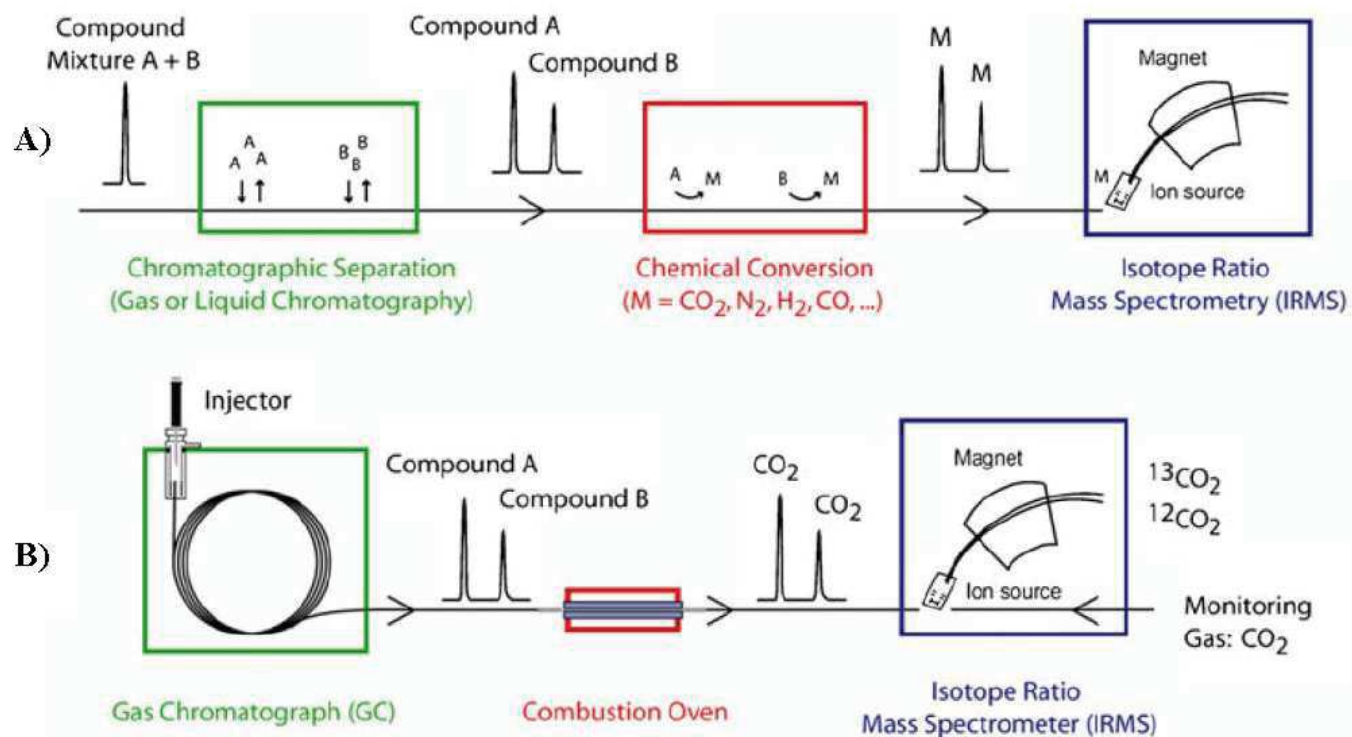 A)
Compound
Mixture A + B
A
A
A
B
B
B
Chromatographic Separation
(Gas or Liquid Chromatography)
Compound A
Compound B
A M
B M
Chemical Conversion
(M = CO₂, N₂, H₂, CO, ...)
M
M
Magnet
M
Ion source
Isotope Ratio
Mass Spectrometry (IRMS)
B)
Injector
Gas Chromatograph (GC)
Compound A
Compound B
Combustion Oven
CO₂
CO₂
Magnet
Ion source
Isotope Ratio
Mass Spectrometer (IRMS)
¹³CO₂
¹²CO₂
Monitoring
Gas: CO₂